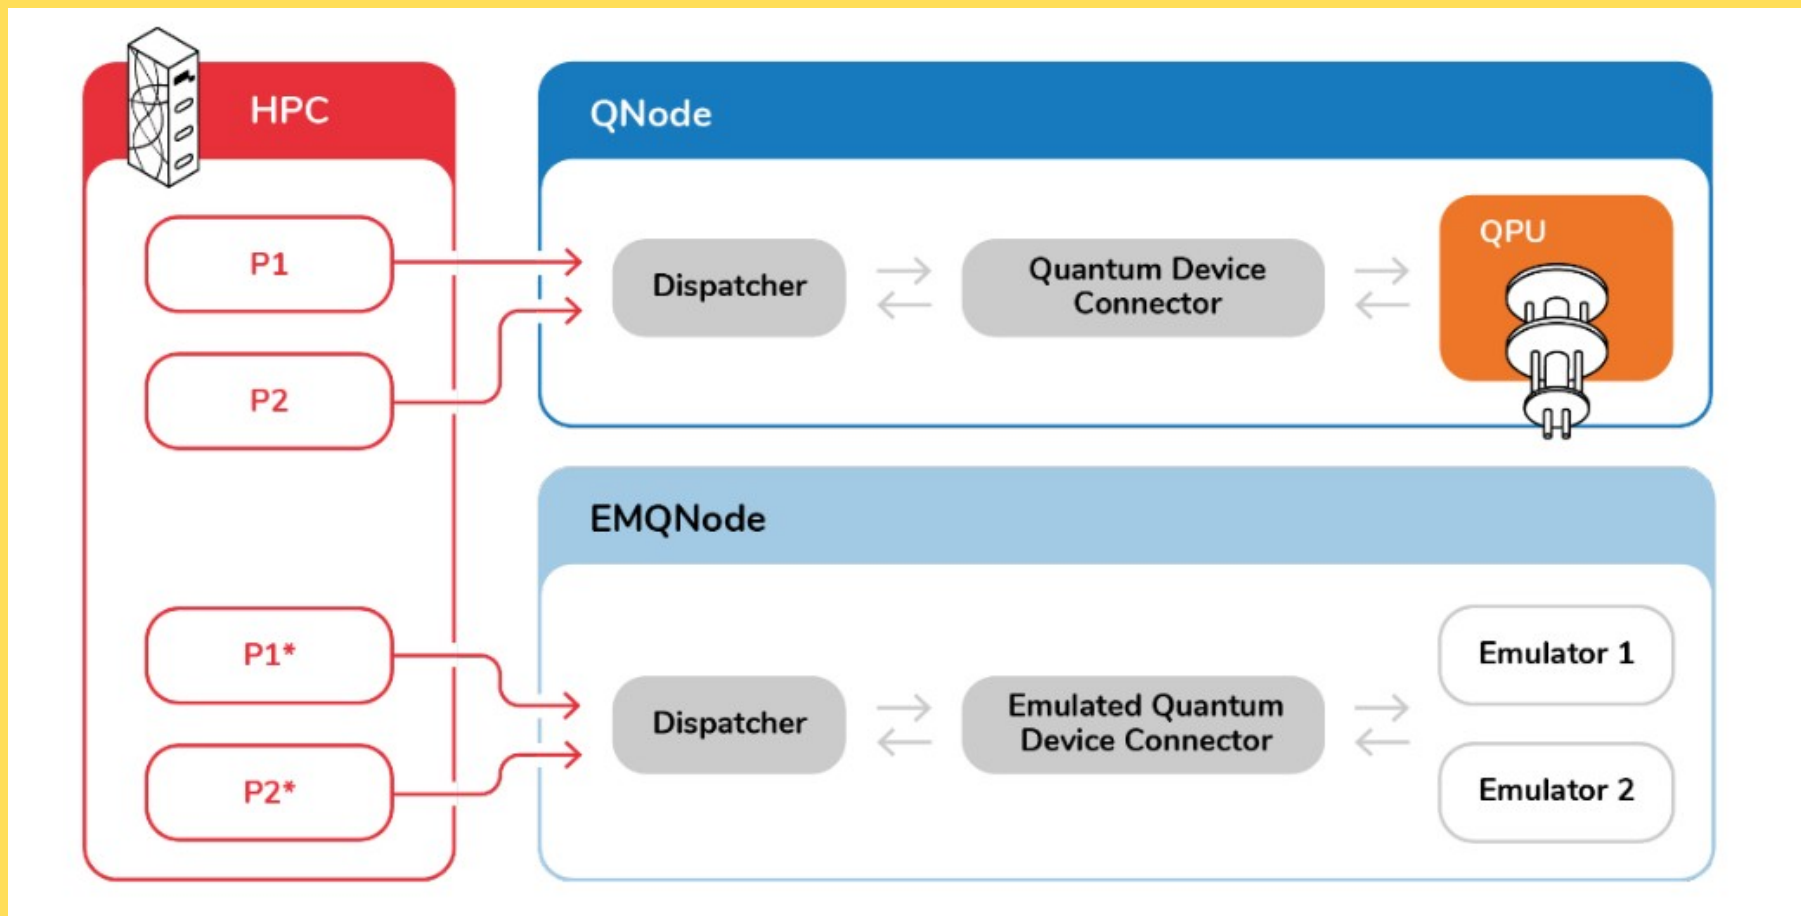 HPC
QNode
QPU
P1
Dispatcher
Quantum Device
Connector
P2
EMQNode
P1*
Emulator 1
Dispatcher
Emulated Quantum
Device Connector
P2*
Emulator 2